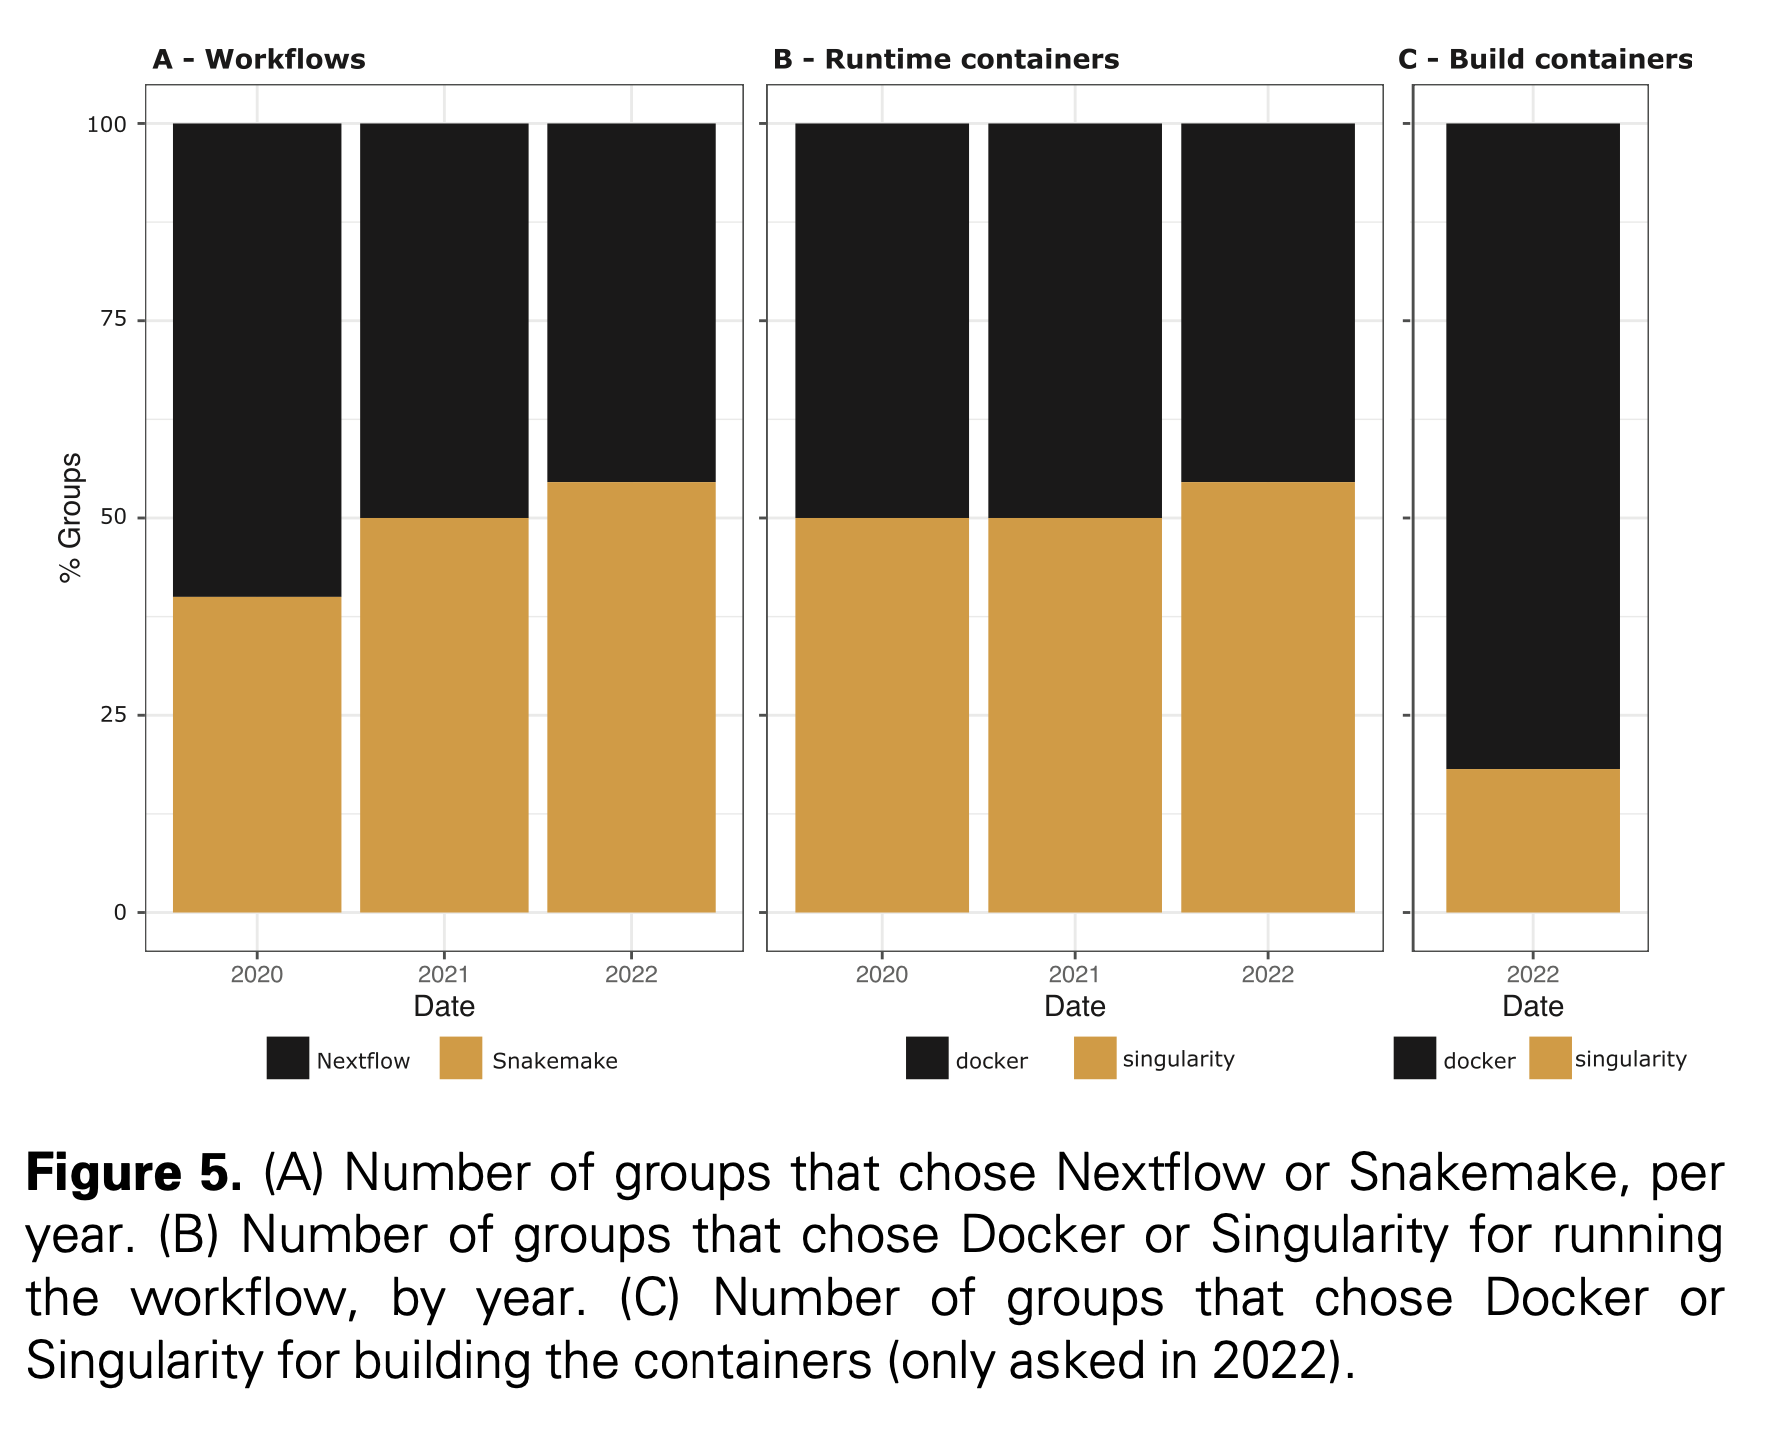 A - Workflows
B - Runtime containers
C - Build containers
% Groups
100
75
50
25
0
2020 2021 2022
Date
2020 2021 2022
Date
2022
Date
Nextflow Snakemake
docker singularity
docker singularity
Figure 5. (A) Number of groups that chose Nextflow or Snakemake, per
year. (B) Number of groups that chose Docker or Singularity for running
the workflow, by year. (C) Number of groups that chose Docker or
Singularity for building the containers (only asked in 2022).